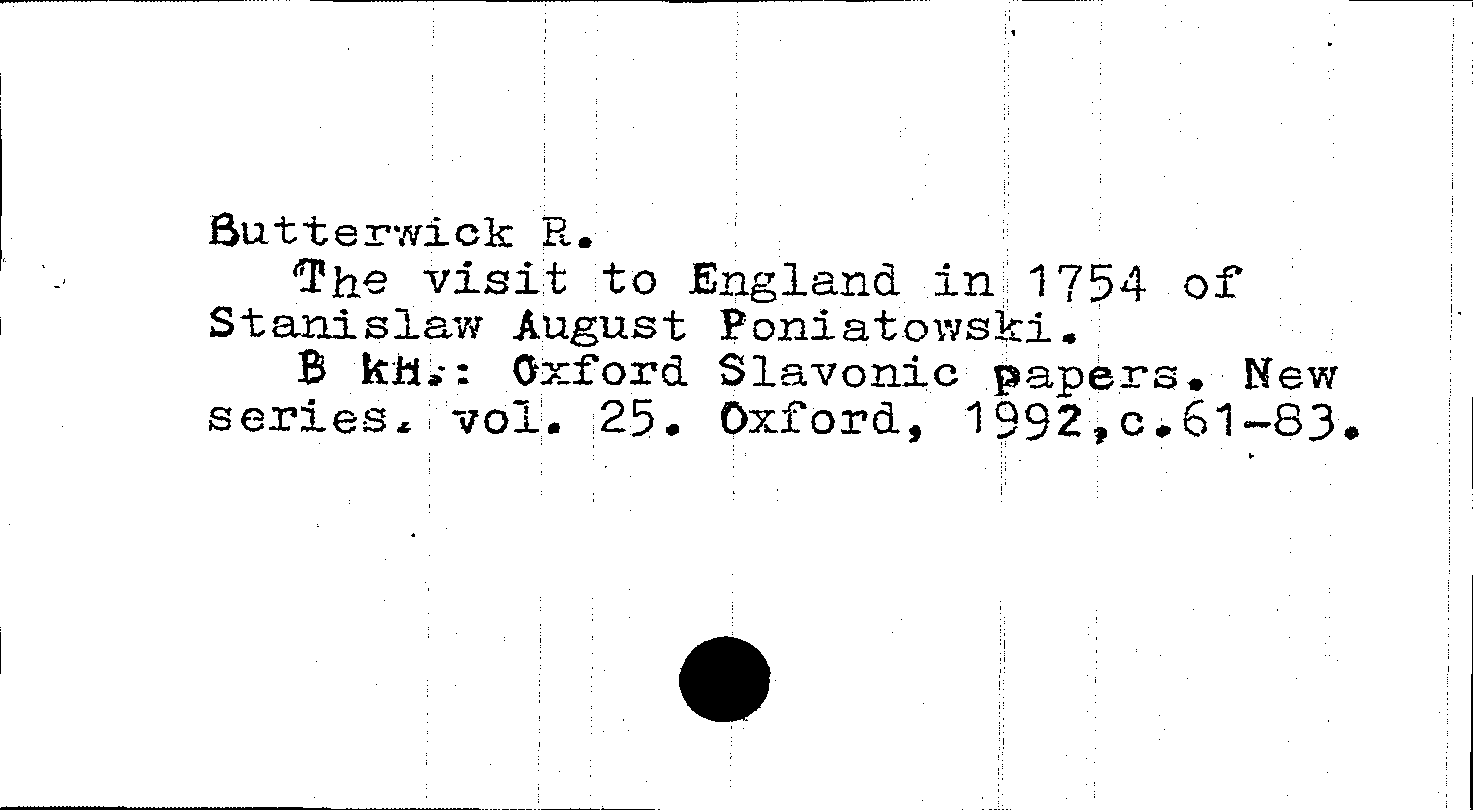 Butterwick R.
The visit to England in 1754 of
Stanislaw August Poniatowski.
В кн.: Oxford Slavonic papers. New
series. vol. 25. Oxford, 1992,с.61-83.